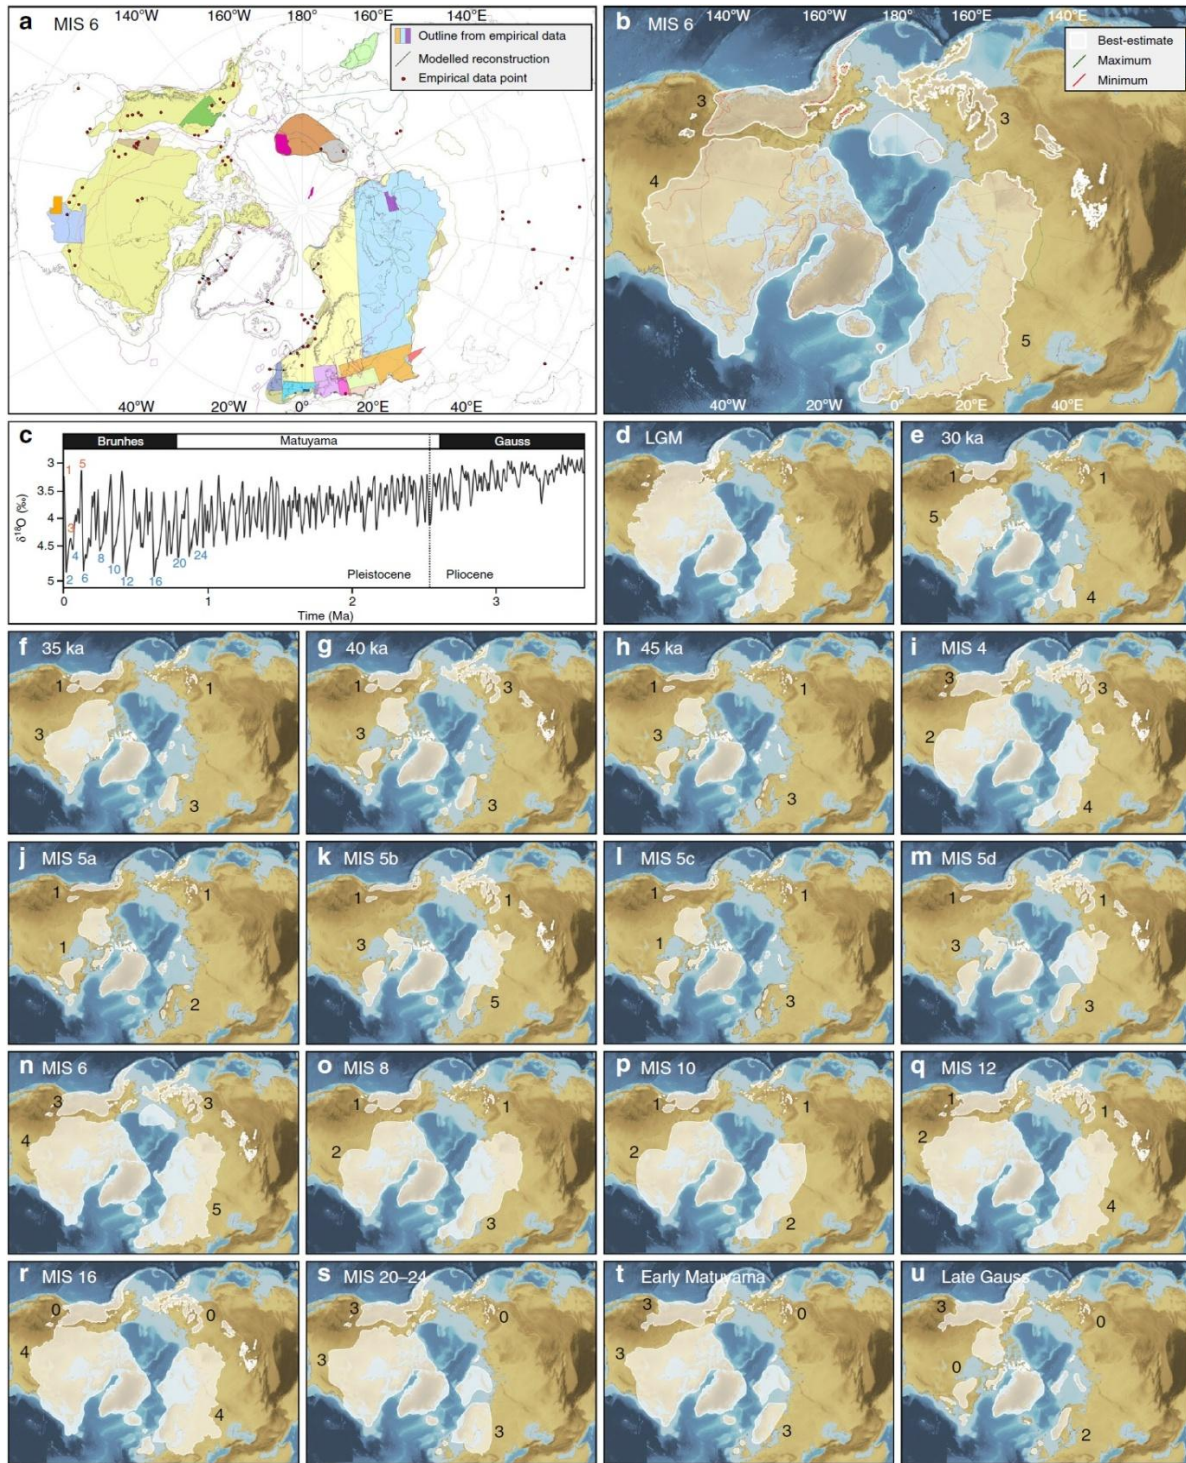 a MIS 6
140°W 160°W 160°E 140°E
Outline from empirical data
Modelled reconstruction
Empirical data point
40°W 20°W 0° 20°E 40°E
b MIS 6
140°W 160°W 160°E 140°E
Best-estimate
Maximum
Minimum
3
3
4
5
40°W 20°W 0° 20°E 40°E
c
Brunhes Matuyama Gauss
δ18O (‰)
3
3.5
4
4.5
5
1 5
3
4
2 6 8 10 12 16 20 24
Pleistocene Pliocene
0 1 2 3
Time (Ma)
d LGM
e 30 ka
1 1
5
4
f 35 ka
1 1
3
3
g 40 ka
1 3
3
3
h 45 ka
1 1
3
3
i MIS 4
3 3
2
4
j MIS 5a
1 1
1
2
k MIS 5b
1 1
3
5
l MIS 5c
1 1
1
3
m MIS 5d
1 1
3
3
n MIS 6
3 3
4
5
o MIS 8
1 1
2
3
p MIS 10
1 1
2
2
q MIS 12
1 1
2
4
r MIS 16
0 0
4
4
s MIS 20–24
3 0
3
3
t Early Matuyama
3 0
3
3
u Late Gauss
3 0
0
2